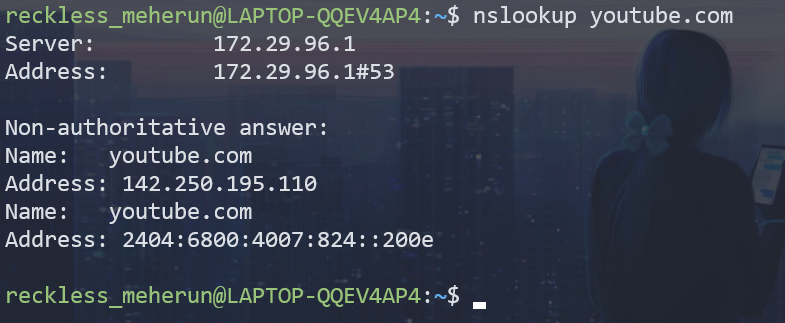 reckless_meherun@LAPTOP-QQEV4AP4:~$ nslookup youtube.com
Server:         172.29.96.1
Address:        172.29.96.1#53
Non-authoritative answer:
Name:   youtube.com
Address: 142.250.195.110
Name:   youtube.com
Address: 2404:6800:4007:824::200e
reckless_meherun@LAPTOP-QQEV4AP4:~$